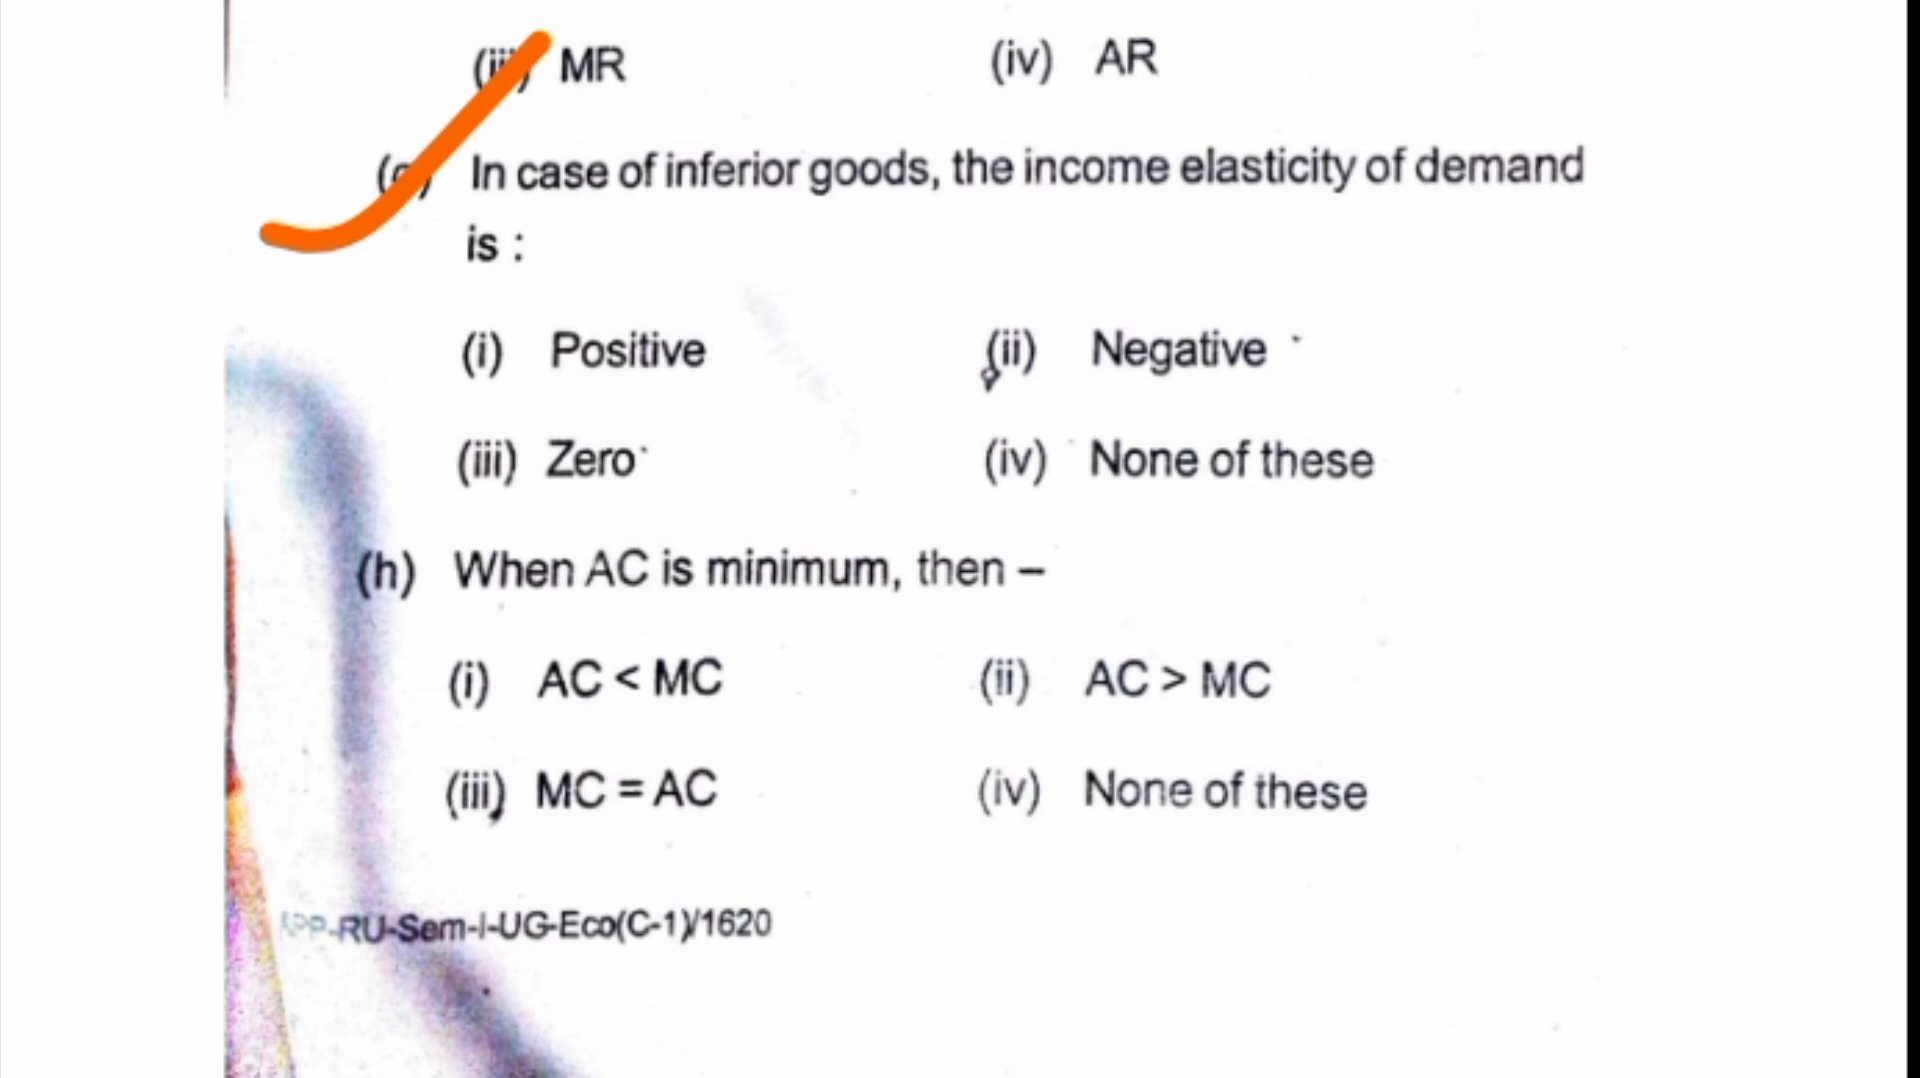 (iii) MR (iv) AR
(g) In case of inferior goods, the income elasticity of demand
is :
(i) Positive (ii) Negative
(iii) Zero (iv) None of these
(h) When AC is minimum, then –
(i) AC < MC (ii) AC > MC
(iii) MC = AC (iv) None of these
-RU-Sem-I-UG-Eco(C-1)/1620